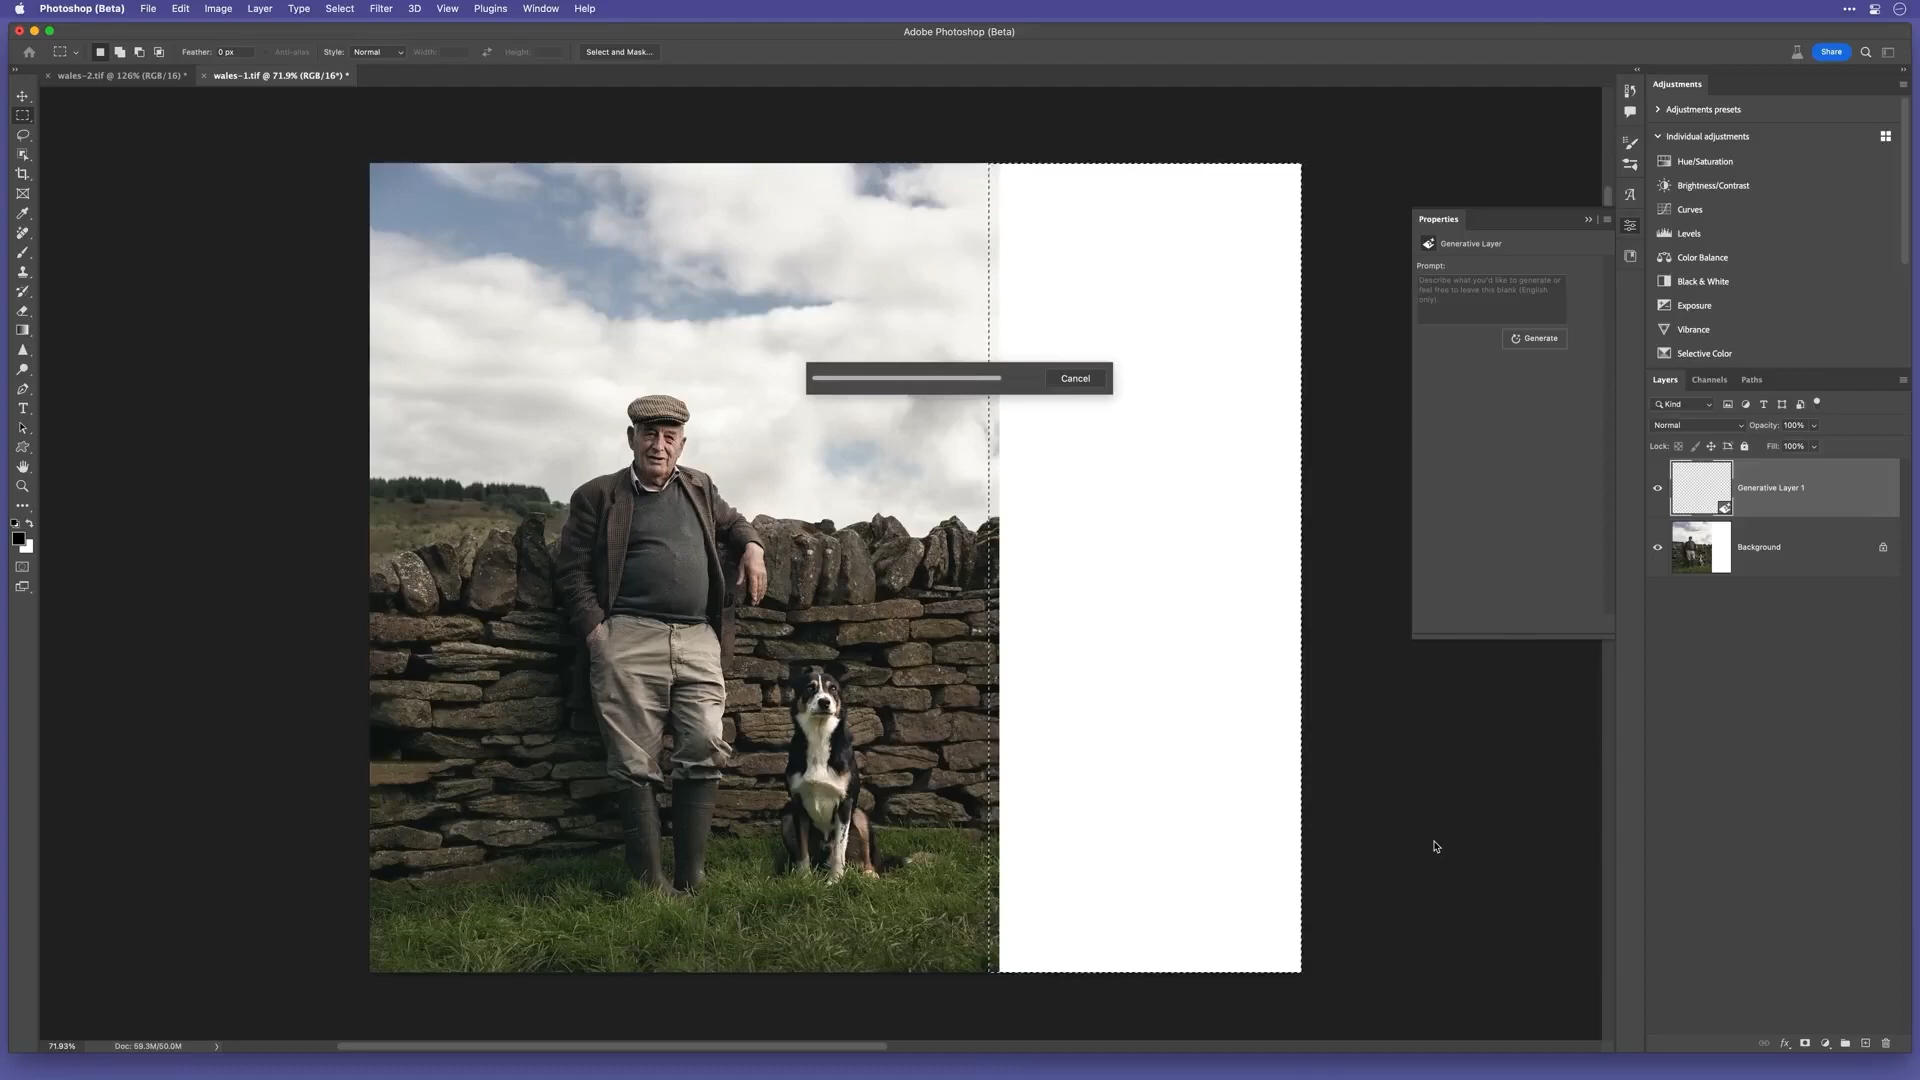 Photoshop (Beta) File Edit Image Layer Type Select Filter 3D View Plugins Window Help
Adobe Photoshop (Beta)
Feather: 0 px Anti-alias Style: Normal Width: Height: Select and Mask... Share
wales-2.tif @ 126% (RGB/16) * wales-1.tif @ 71.9% (RGB/16*) *
Adjustments
Adjustments presets
Individual adjustments
Hue/Saturation
Brightness/Contrast
Curves
Levels
Color Balance
Black & White
Exposure
Vibrance
Selective Color
Properties
Generative Layer
Prompt:
Describe what you'd like to generate or
feel free to leave this blank (English
only).
Generate
Cancel
Layers Channels Paths
Kind
Normal Opacity: 100%
Lock: Fill: 100%
Generative Layer 1
Background
71.93% Doc: 59.3M/50.0M
fx